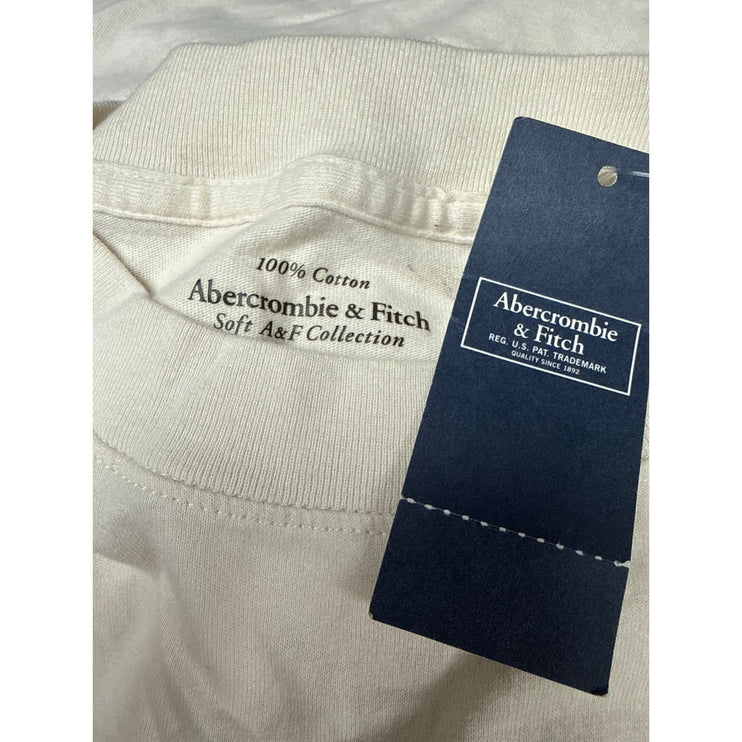 100% Cotton
Abercrombie & Fitch
Soft A&F Collection
Abercrombie
& Fitch
REG. U.S. PAT. TRADEMARK
QUALITY SINCE 1892